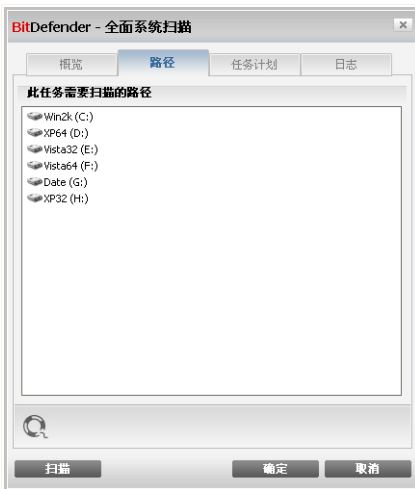 BitDefender - 全面系统扫描
概览 路径 任务计划 日志
此任务需要扫描的路径
Win2k (C:)
XP64 (D:)
Vista32 (E:)
Vista64 (F:)
Date (G:)
XP32 (H:)
扫描 确定 取消